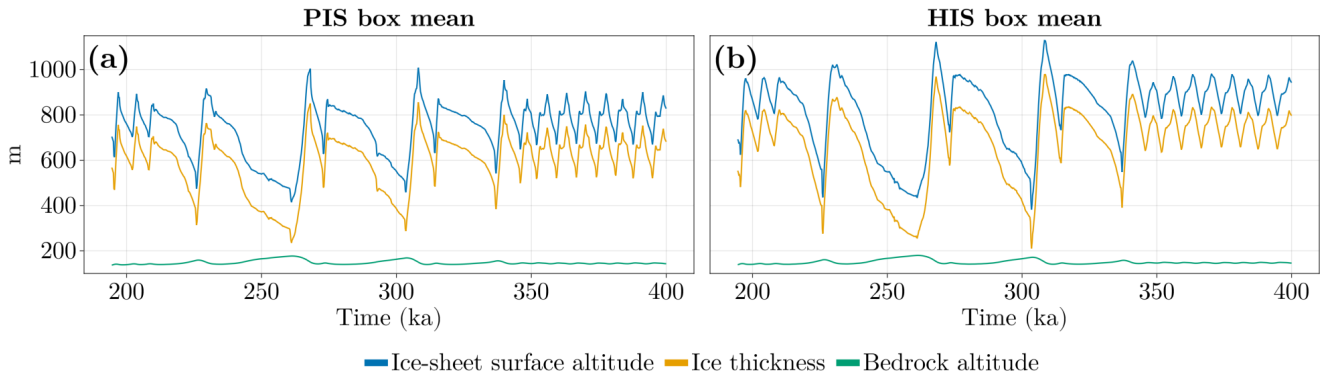 PIS box mean
HIS box mean
(a)
(b)
1000
800
600
400
200
m
200 250 300 350 400
200 250 300 350 400
Time (ka)
Time (ka)
Ice-sheet surface altitude Ice thickness Bedrock altitude